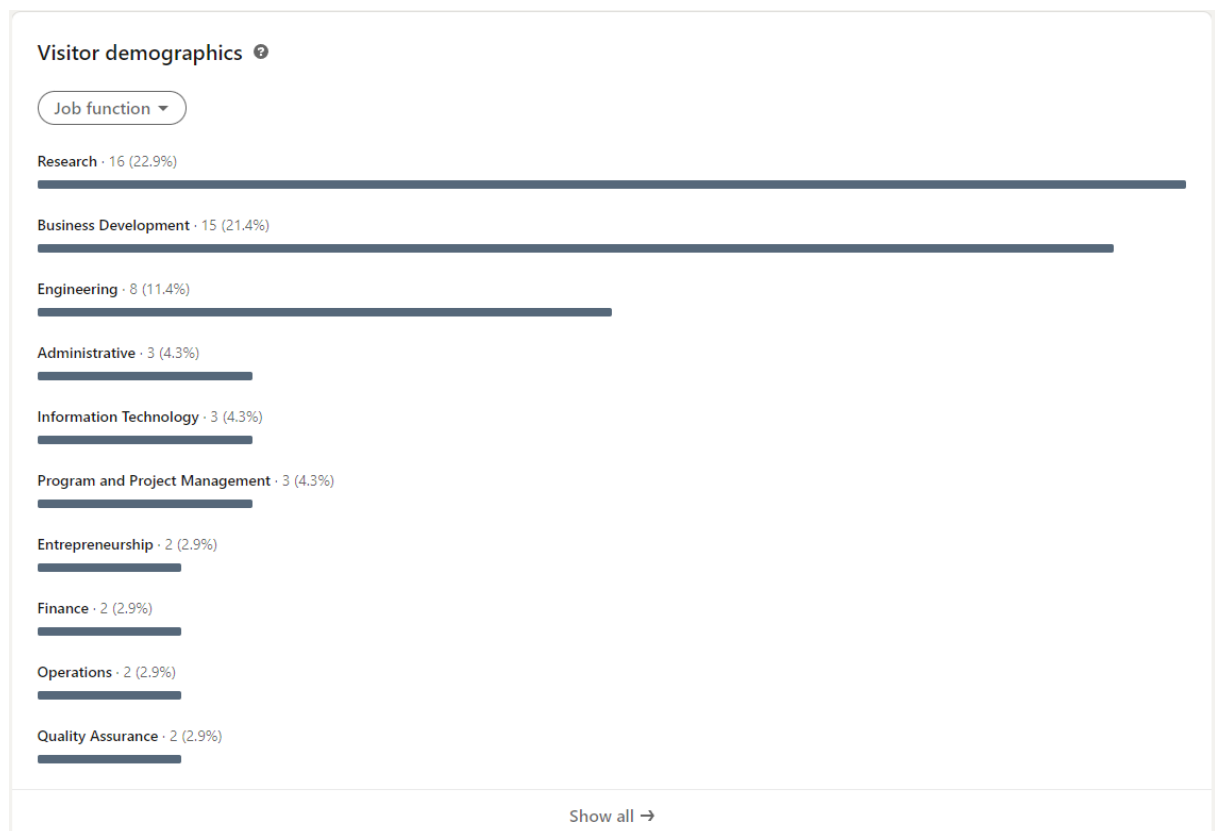 Visitor demographics ?
Job function
Research · 16 (22.9%)
Business Development · 15 (21.4%)
Engineering · 8 (11.4%)
Administrative · 3 (4.3%)
Information Technology · 3 (4.3%)
Program and Project Management · 3 (4.3%)
Entrepreneurship · 2 (2.9%)
Finance · 2 (2.9%)
Operations · 2 (2.9%)
Quality Assurance · 2 (2.9%)
Show all →